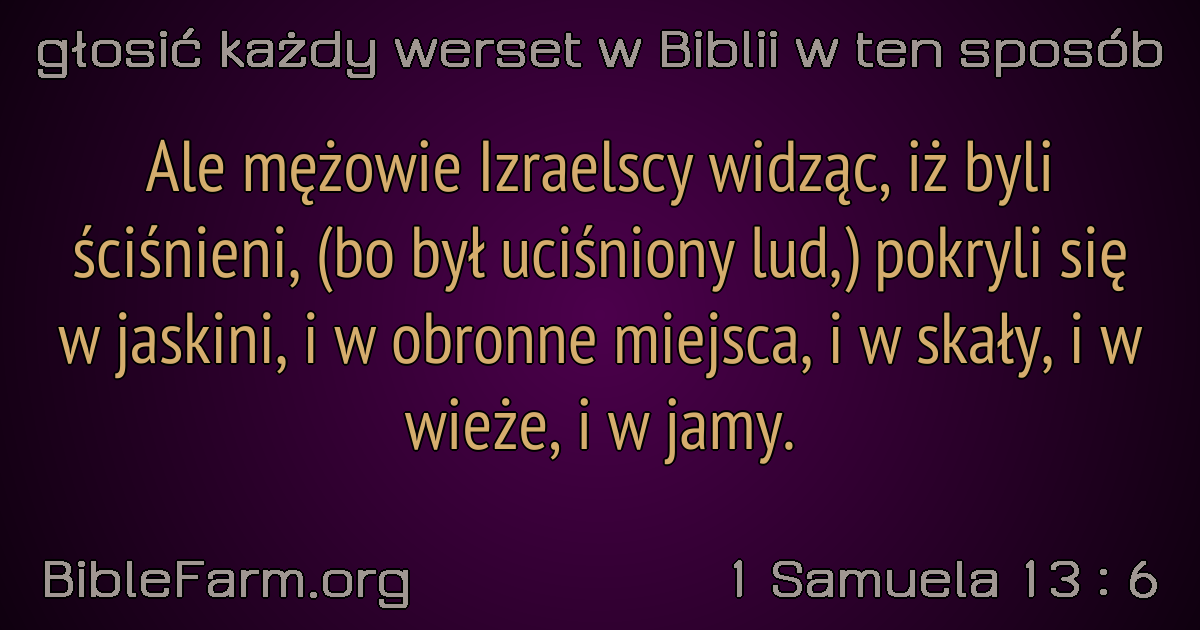 głosić każdy werset w Biblii w ten sposób
Ale mężowie Izraelscy widząc, iż byli
ściśnieni, (bo był uciśniony lud,) pokryli się
w jaskini, i w obronne miejsca, i w skały, i w
wieże, i w jamy.
BibleFarm.org
1 Samuela 13 : 6